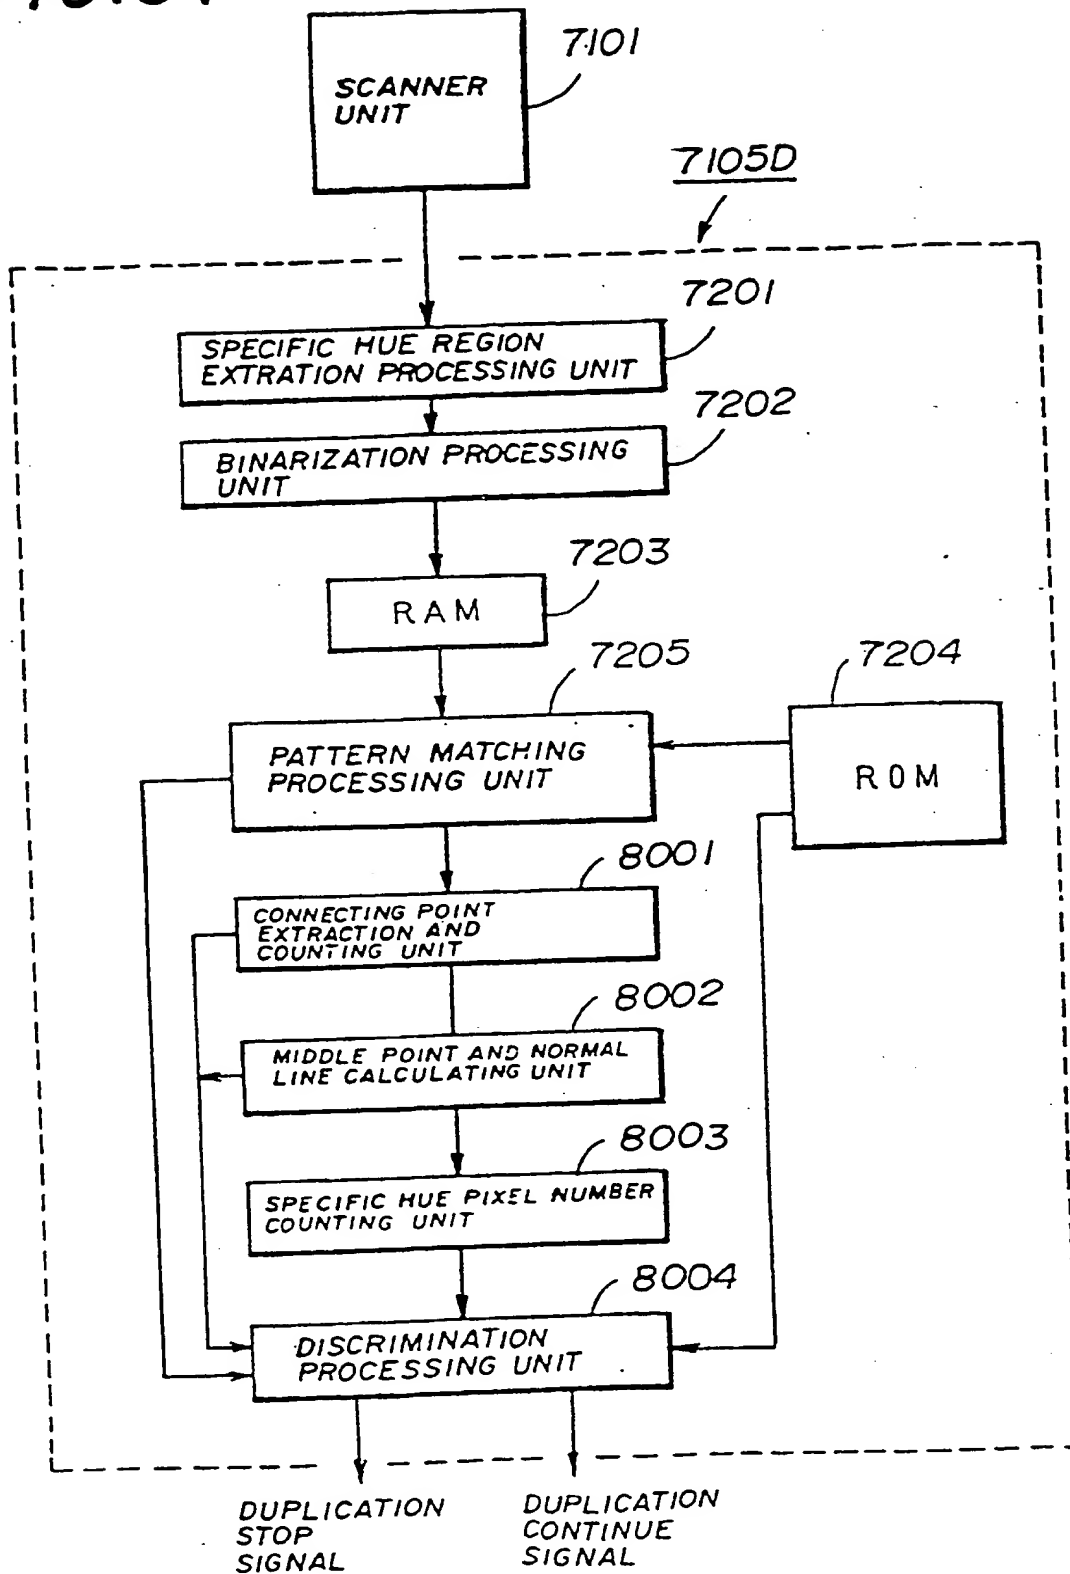 SCANNER
UNIT
7101
7105D
7201
SPECIFIC HUE REGION
EXTRATION PROCESSING UNIT
7202
BINARIZATION PROCESSING
UNIT
7203
RAM
7205
7204
PATTERN MATCHING
PROCESSING UNIT
ROM
8001
CONNECTING POINT
EXTRACTION AND
COUNTING UNIT
8002
MIDDLE POINT AND NORMAL
LINE CALCULATING UNIT
8003
SPECIFIC HUE PIXEL NUMBER
COUNTING UNIT
8004
DISCRIMINATION
PROCESSING UNIT
DUPLICATION
STOP
SIGNAL
DUPLICATION
CONTINUE
SIGNAL